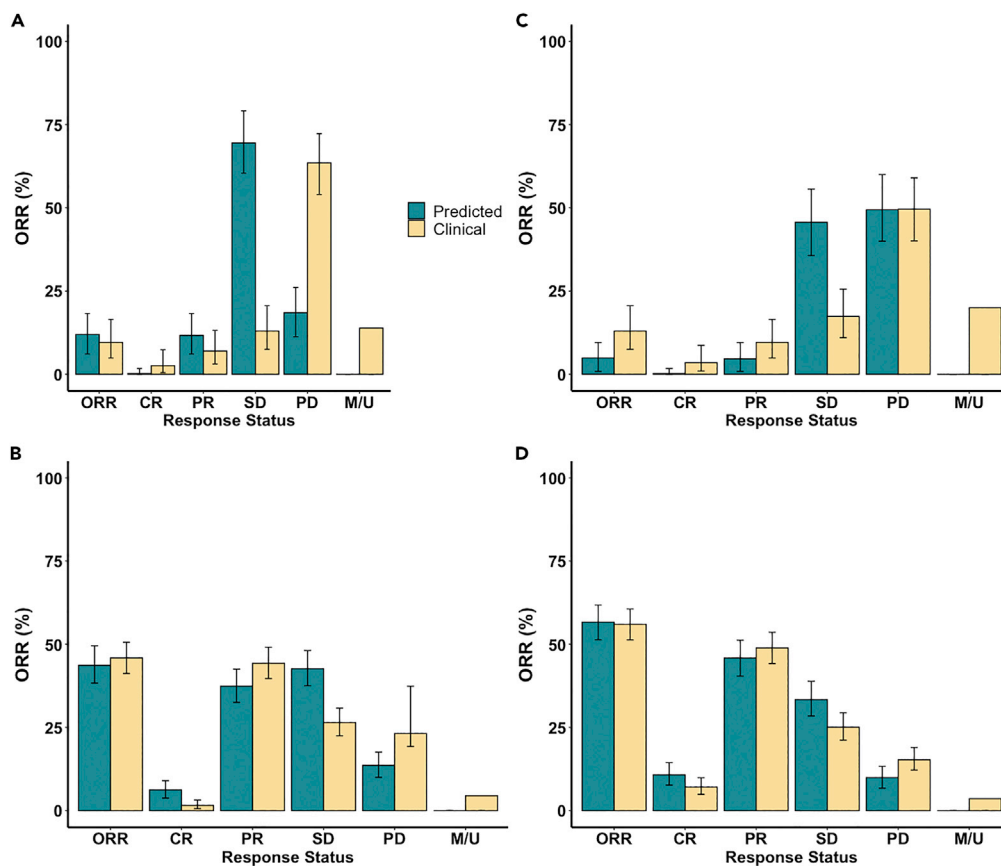 A
100
75
50
25
0
ORR (%)
ORR CR PR SD PD M/U
Response Status
Predicted
Clinical
C
100
75
50
25
0
ORR (%)
ORR CR PR SD PD M/U
Response Status
B
100
75
50
25
0
ORR (%)
ORR CR PR SD PD M/U
Response Status
D
100
75
50
25
0
ORR (%)
ORR CR PR SD PD M/U
Response Status